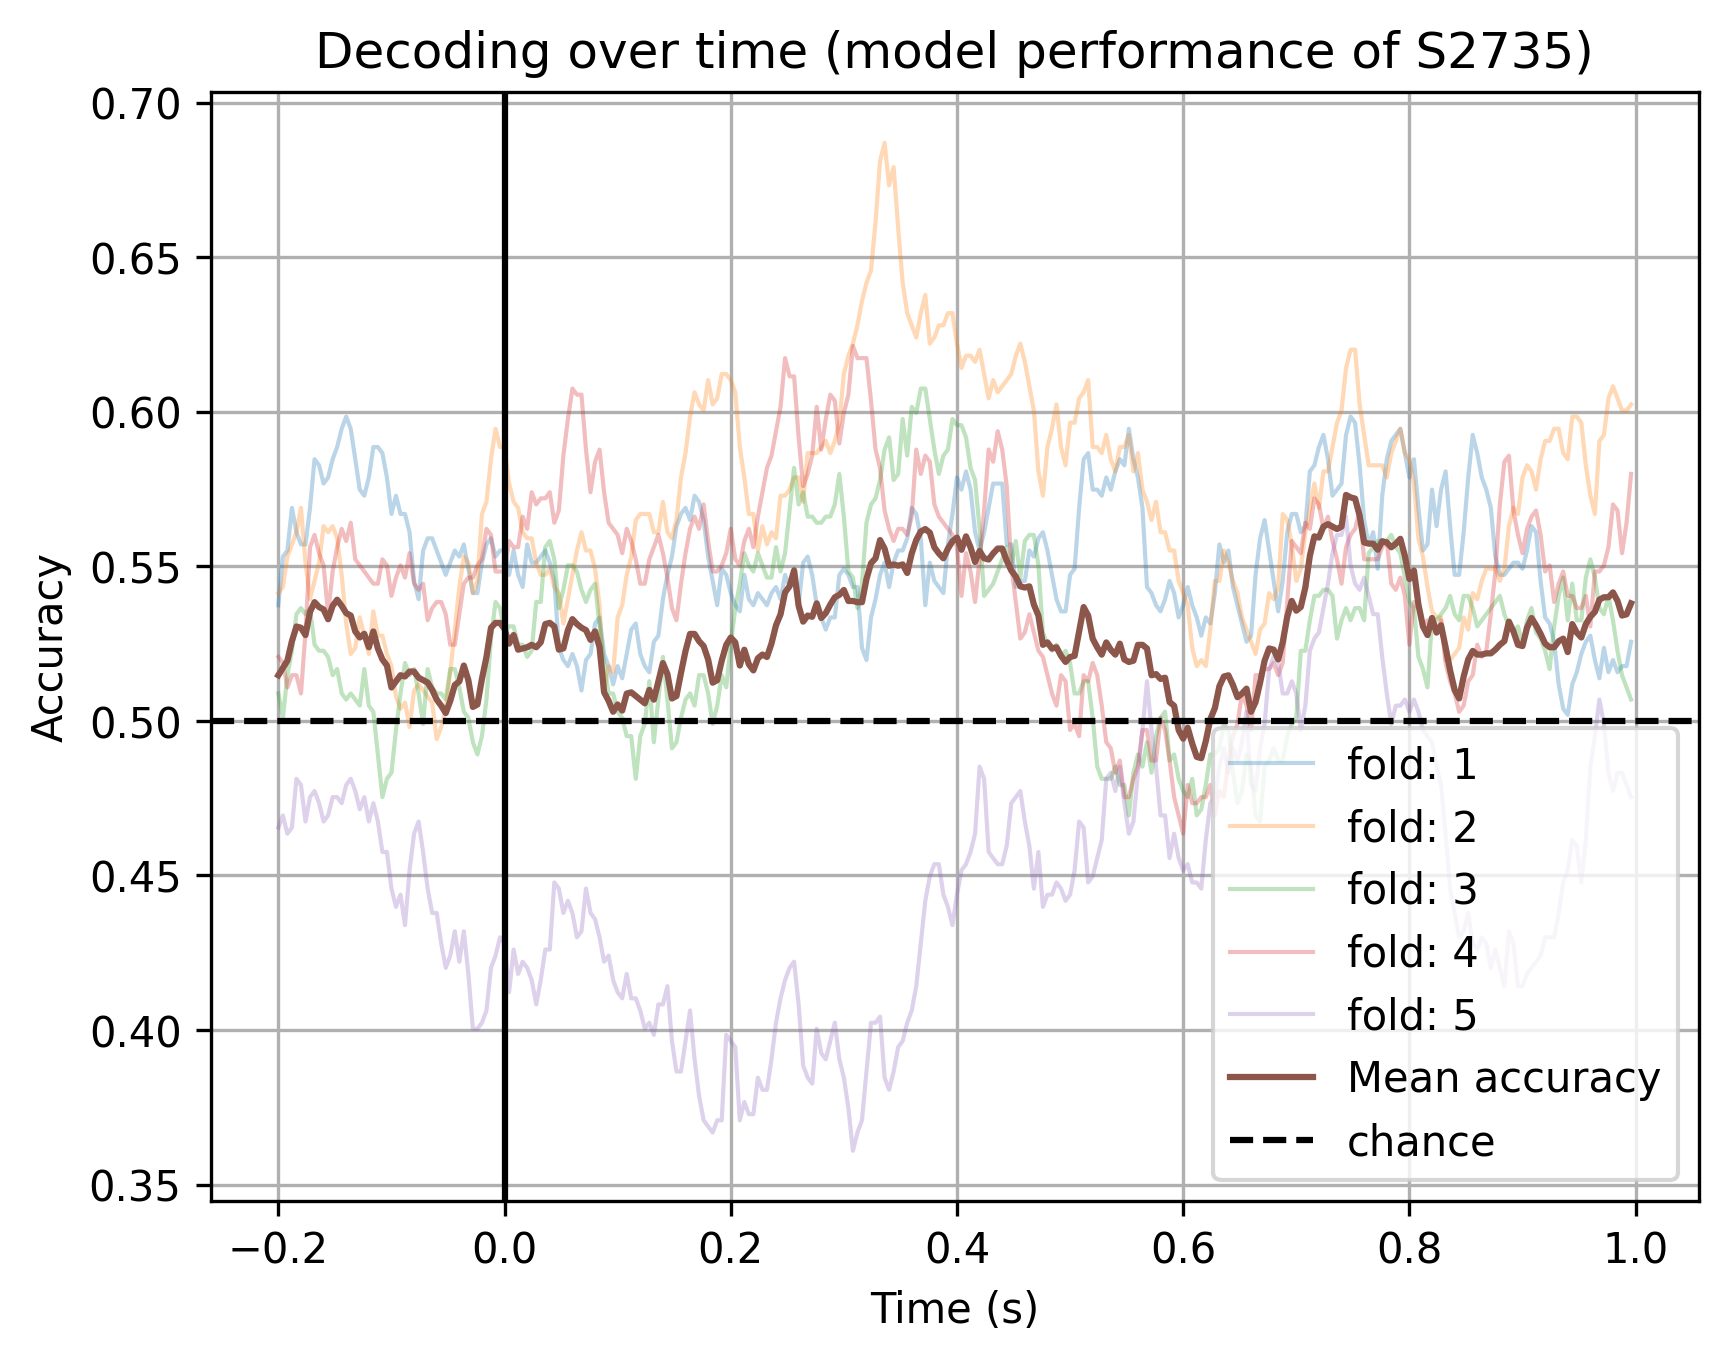 Decoding over time (model performance of S2735)
0.70
0.65
0.60
0.55
0.50
0.45
0.40
0.35
Accuracy
fold: 1
fold: 2
fold: 3
fold: 4
fold: 5
Mean accuracy
chance
−0.2 0.0 0.2 0.4 0.6 0.8 1.0
Time (s)